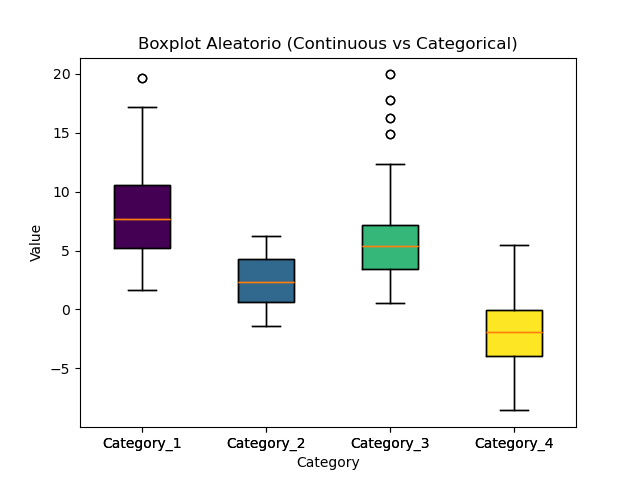 Boxplot Aleatorio (Continuous vs Categorical)
20
15
10
5
0
−5
Value
Category_1 Category_2 Category_3 Category_4
Category